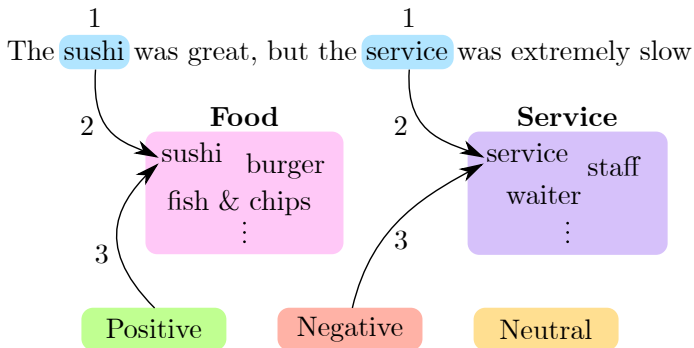 1 1
The sushi was great, but the service was extremely slow
2 2
Food Service
sushi burger service staff
fish & chips waiter
⋮ ⋮
3 3
Positive Negative Neutral